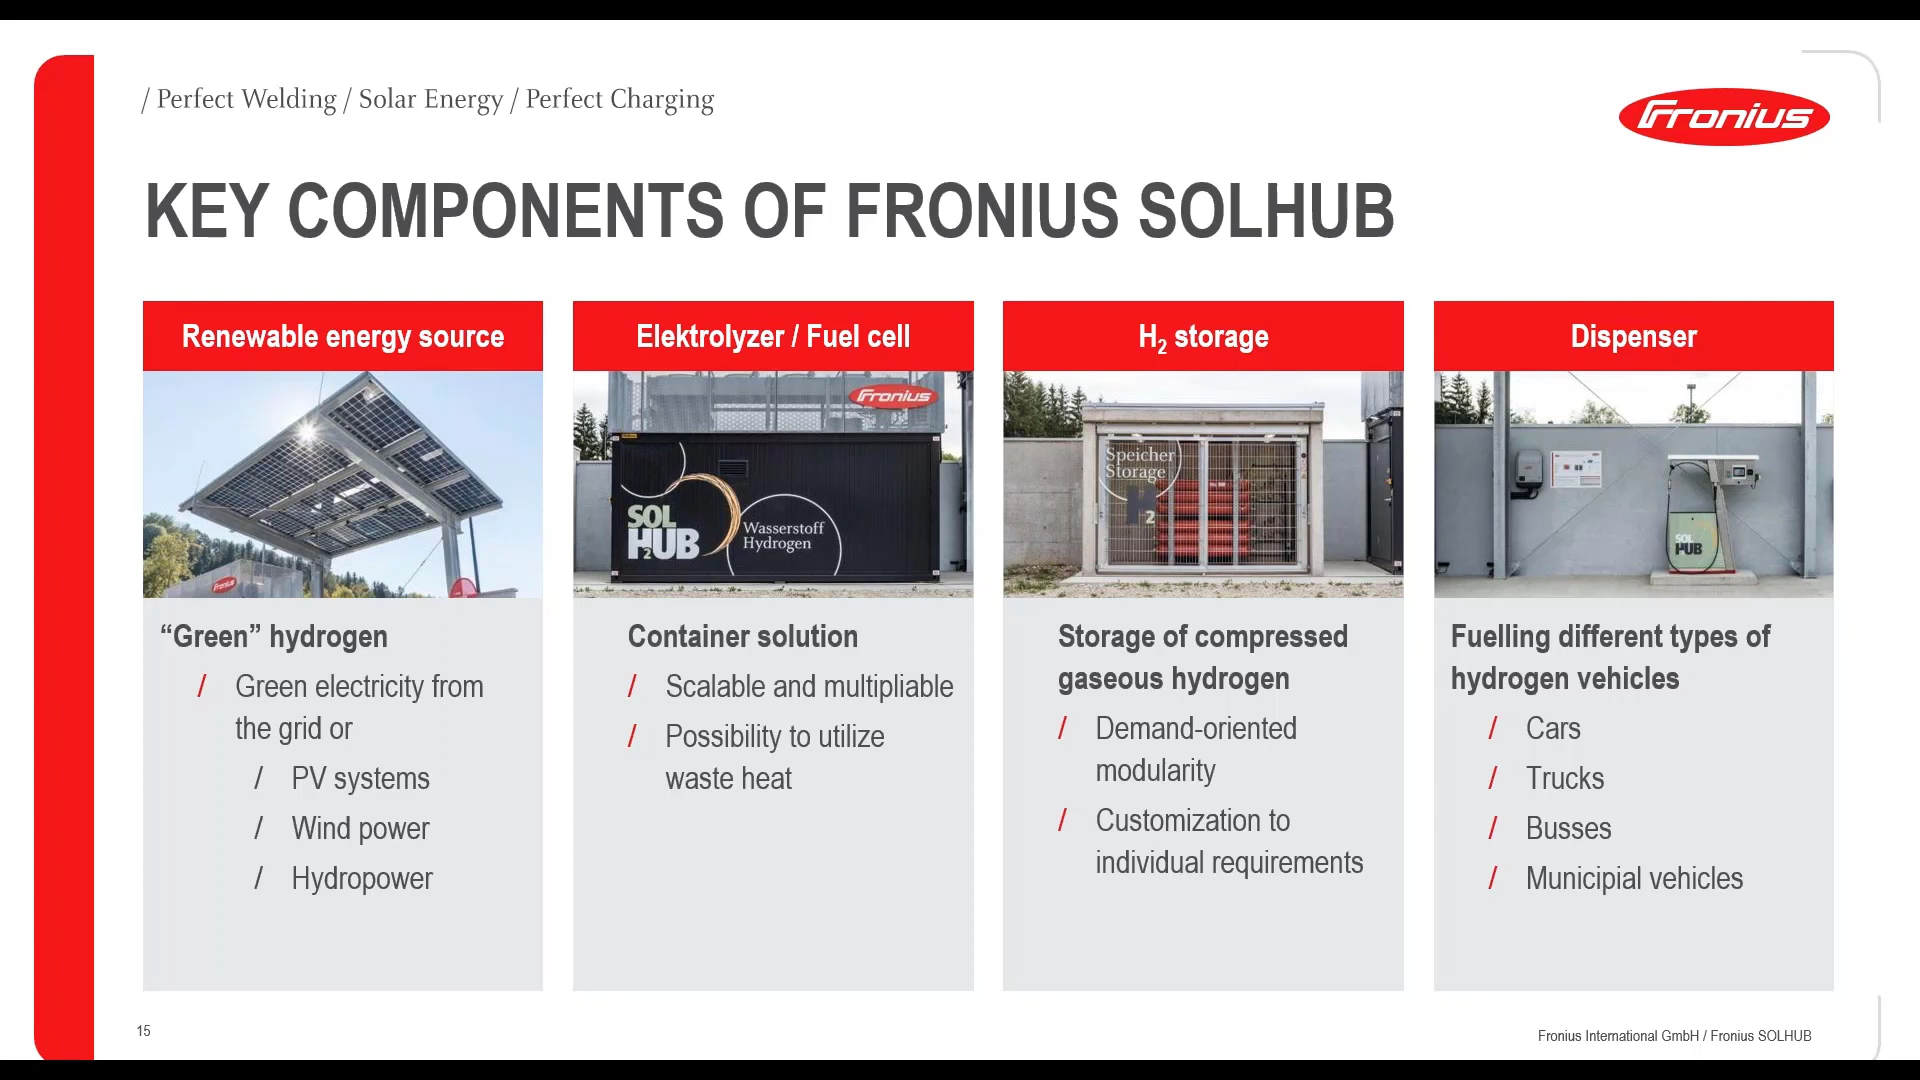 / Perfect Welding / Solar Energy / Perfect Charging
Fronius
KEY COMPONENTS OF FRONIUS SOLHUB
Renewable energy source
Fronius
“Green” hydrogen
/ Green electricity from
the grid or
/ PV systems
/ Wind power
/ Hydropower
Elektrolyzer / Fuel cell
Fronius
SOL
H2UB
Wasserstoff
Hydrogen
Container solution
/ Scalable and multipliable
/ Possibility to utilize
waste heat
H2 storage
Speicher
Storage
H2
Storage of compressed
gaseous hydrogen
/ Demand-oriented
modularity
/ Customization to
individual requirements
Dispenser
SOL
HUB
Fuelling different types of
hydrogen vehicles
/ Cars
/ Trucks
/ Busses
/ Municipial vehicles
15
Fronius International GmbH / Fronius SOLHUB